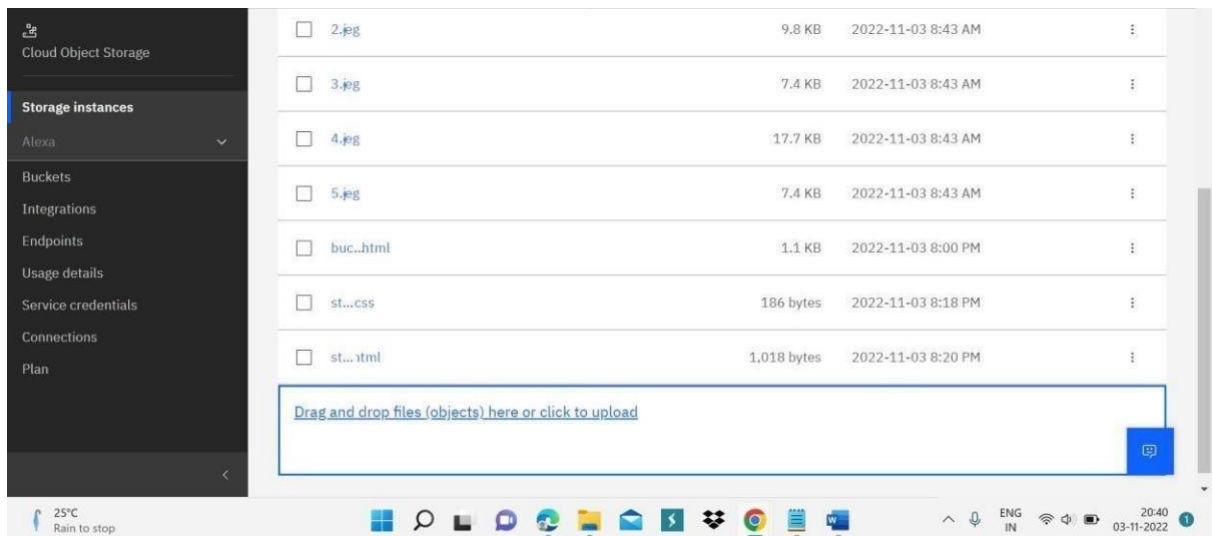 Cloud Object Storage
Storage instances
Alexa
Buckets
Integrations
Endpoints
Usage details
Service credentials
Connections
Plan
2.jeg 9.8 KB 2022-11-03 8:43 AM
3.jeg 7.4 KB 2022-11-03 8:43 AM
4.jeg 17.7 KB 2022-11-03 8:43 AM
5.jeg 7.4 KB 2022-11-03 8:43 AM
buc..html 1.1 KB 2022-11-03 8:00 PM
st...css 186 bytes 2022-11-03 8:18 PM
st... 1,018 bytes 2022-11-03 8:20 PM
Drag and drop files (objects) here or click to upload
25°C
Rain to stop
ENG
IN
20:40
03-11-2022
1